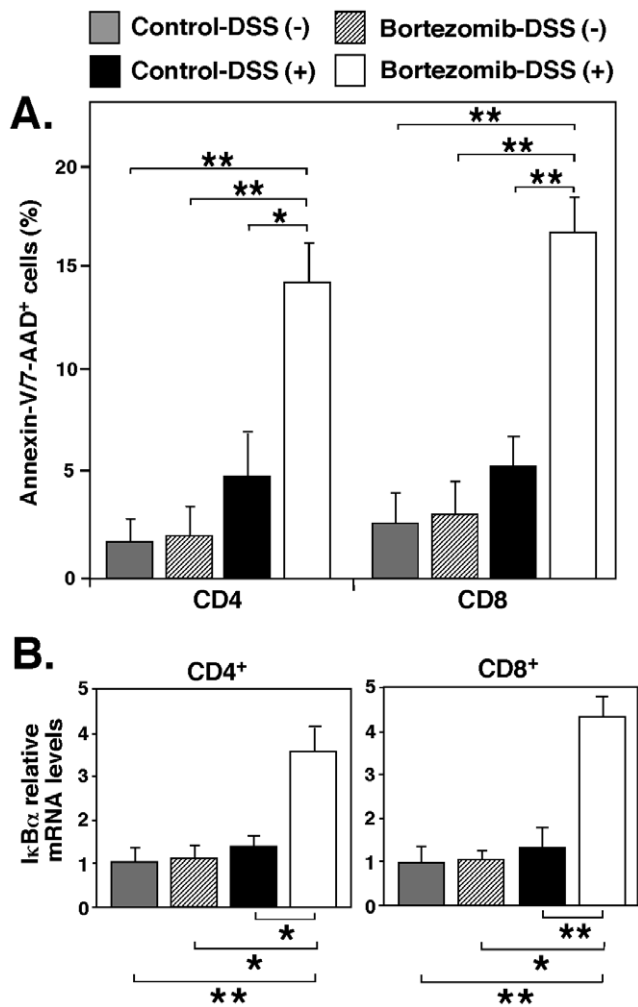 Control-DSS (-) Bortezomib-DSS (-)
Control-DSS (+) Bortezomib-DSS (+)
A.
Annexin-V/7-AAD⁺ cells (%)
20
15
10
5
0
** ** *
** ** **
CD4 CD8
B.
CD4⁺ CD8⁺
IκBα relative
mRNA levels
5
4
3
2
1
0
5
4
3
2
1
0
* **
* *
** **